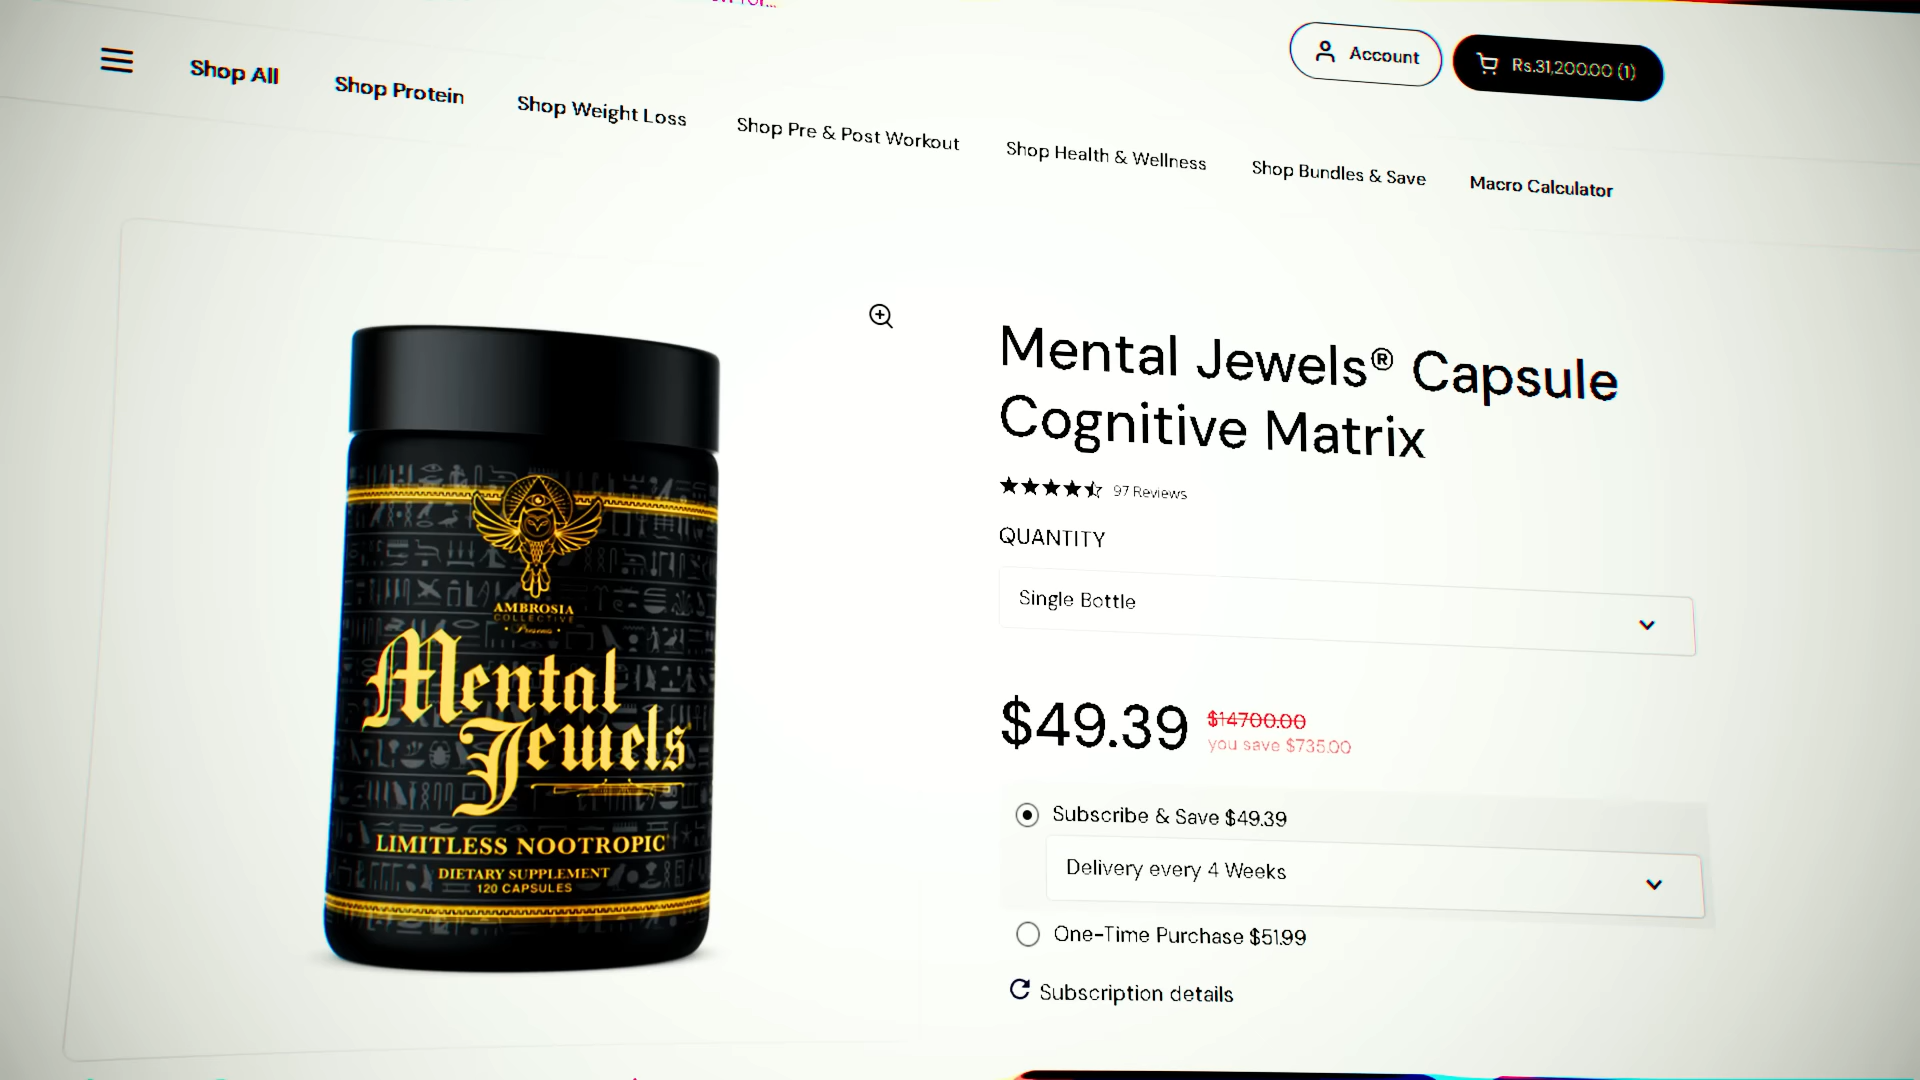 Account
Rs.31,200.00 (1)
Shop All
Shop Protein
Shop Weight Loss
Shop Pre & Post Workout
Shop Health & Wellness
Shop Bundles & Save
Macro Calculator
Mental Jewels® Capsule
Cognitive Matrix
97 Reviews
QUANTITY
Single Bottle
$49.39
$14700.00
you save $735.00
Subscribe & Save $49.39
Delivery every 4 Weeks
One-Time Purchase $51.99
Subscription details
AMBROSIA
COLLECTIVE
• Presents •
Mental
Jewels
LIMITLESS NOOTROPIC
DIETARY SUPPLEMENT
120 CAPSULES